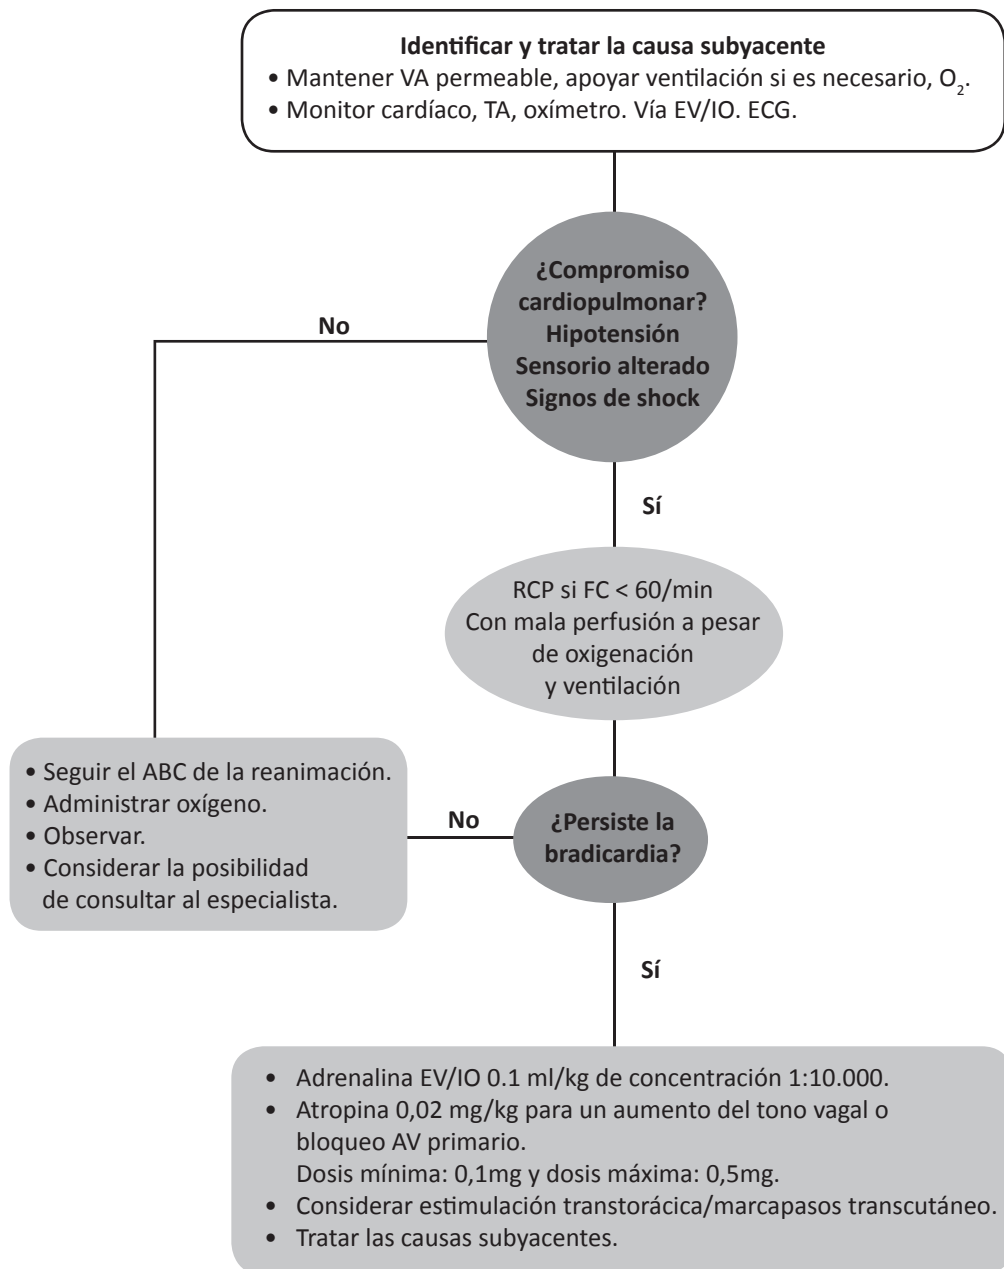 Identificar y tratar la causa subyacente
• Mantener VA permeable, apoyar ventilación si es necesario, O₂.
• Monitor cardíaco, TA, oxímetro. Vía EV/IO. ECG.
¿Compromiso
cardiopulmonar?
Hipotensión
Sensorio alterado
Signos de shock
No
Sí
RCP si FC < 60/min
Con mala perfusión a pesar
de oxigenación
y ventilación
• Seguir el ABC de la reanimación.
• Administrar oxígeno.
• Observar.
• Considerar la posibilidad
de consultar al especialista.
No
¿Persiste la
bradicardia?
Sí
• Adrenalina EV/IO 0.1 ml/kg de concentración 1:10.000.
• Atropina 0,02 mg/kg para un aumento del tono vagal o
bloqueo AV primario.
Dosis mínima: 0,1mg y dosis máxima: 0,5mg.
• Considerar estimulación transtorácica/marcapasos transcutáneo.
• Tratar las causas subyacentes.